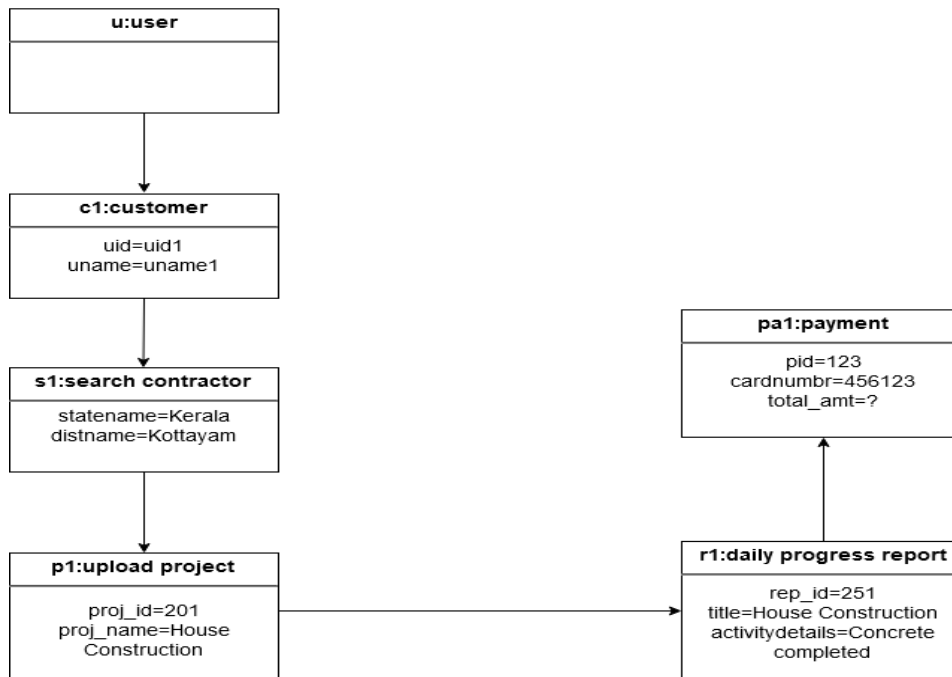 u:user
c1:customer
uid=uid1
uname=uname1
s1:search contractor
statename=Kerala
distname=Kottayam
p1:upload project
proj_id=201
proj_name=House
Construction
pa1:payment
pid=123
cardnumbr=456123
total_amt=?
r1:daily progress report
rep_id=251
title=House Construction
activitydetails=Concrete
completed